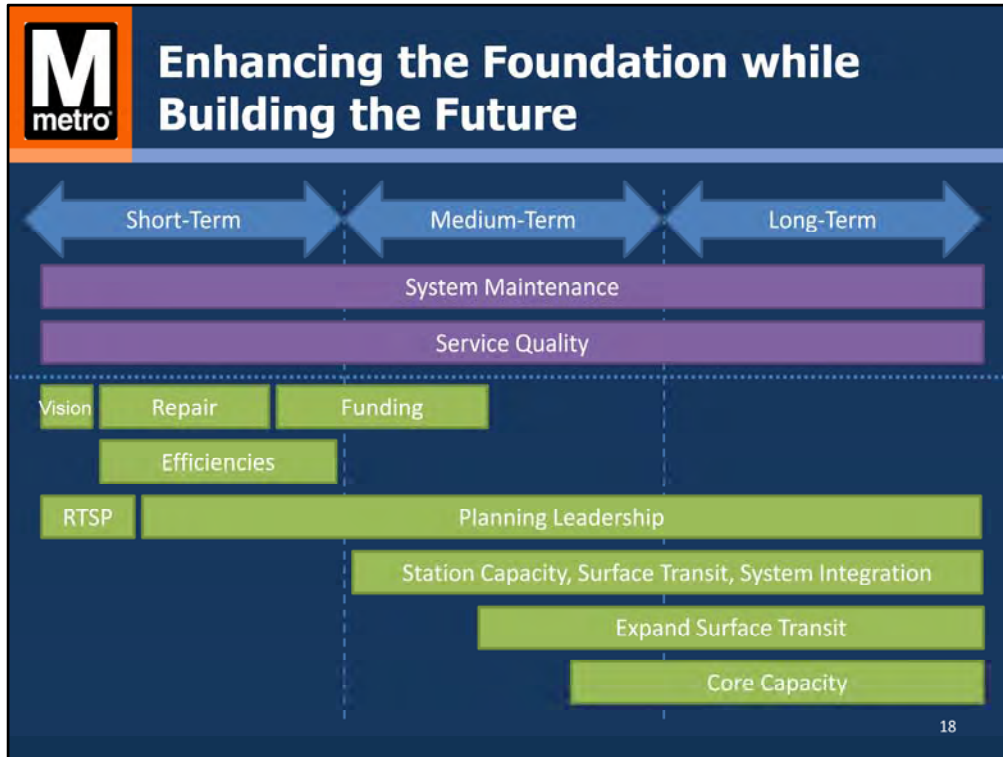 M
metro
Enhancing the Foundation while
Building the Future
Short-Term
Medium-Term
Long-Term
System Maintenance
Service Quality
Vision
Repair
Funding
Efficiencies
RTSP
Planning Leadership
Station Capacity, Surface Transit, System Integration
Expand Surface Transit
Core Capacity
18